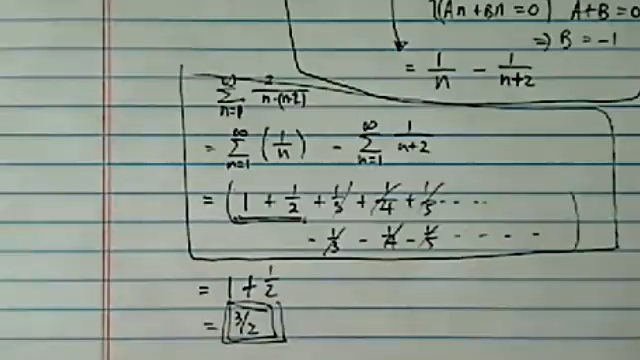 (An + Bn = 0) A + B = 0
⇒ B = -1
= 1/n - 1/(n+2)
∑_{n=1}^{∞} 2/(n·(n+2))
= ∑_{n=1}^{∞} (1/n) - ∑_{n=1}^{∞} 1/(n+2)
= (1 + 1/2 + 1/3 + 1/4 + 1/5 .....
- 1/3 - 1/4 - 1/5 - - - - )
= 1 + 1/2
= 3/2